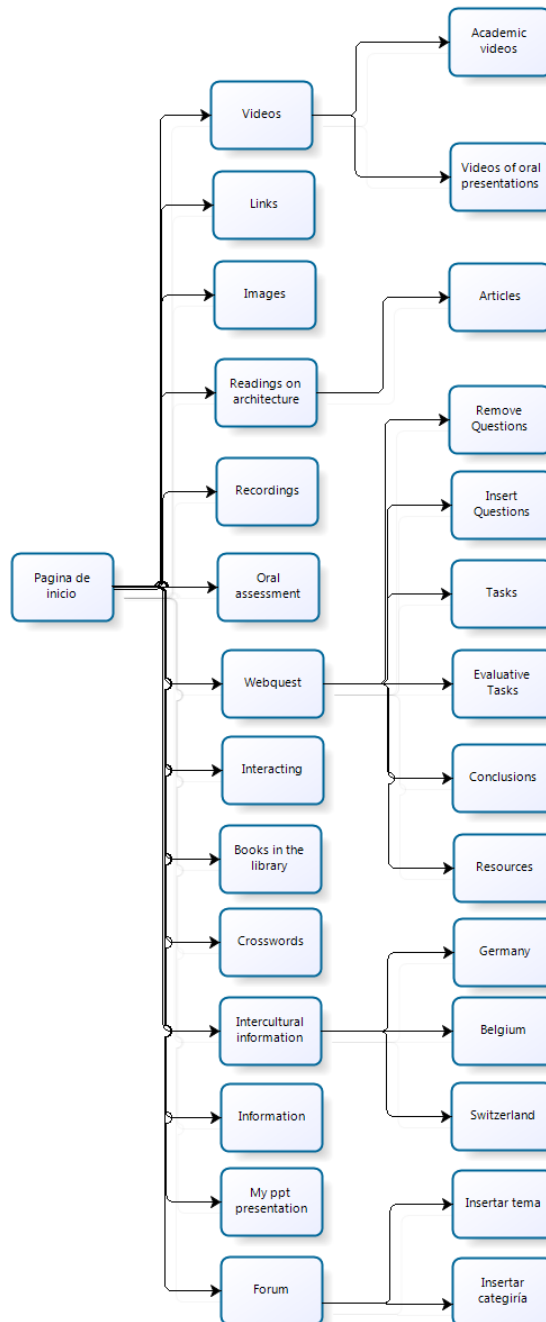 Academic
videos
Videos
Videos of oral
presentations
Links
Images
Articles
Readings on
architecture
Remove
Questions
Recordings
Insert
Questions
Pagina de
inicio
Oral
assessment
Tasks
Webquest
Evaluative
Tasks
Interacting
Conclusions
Books in the
library
Resources
Crosswords
Germany
Intercultural
information
Belgium
Information
Switzerland
My ppt
presentation
Insertar tema
Forum
Insertar
categiría